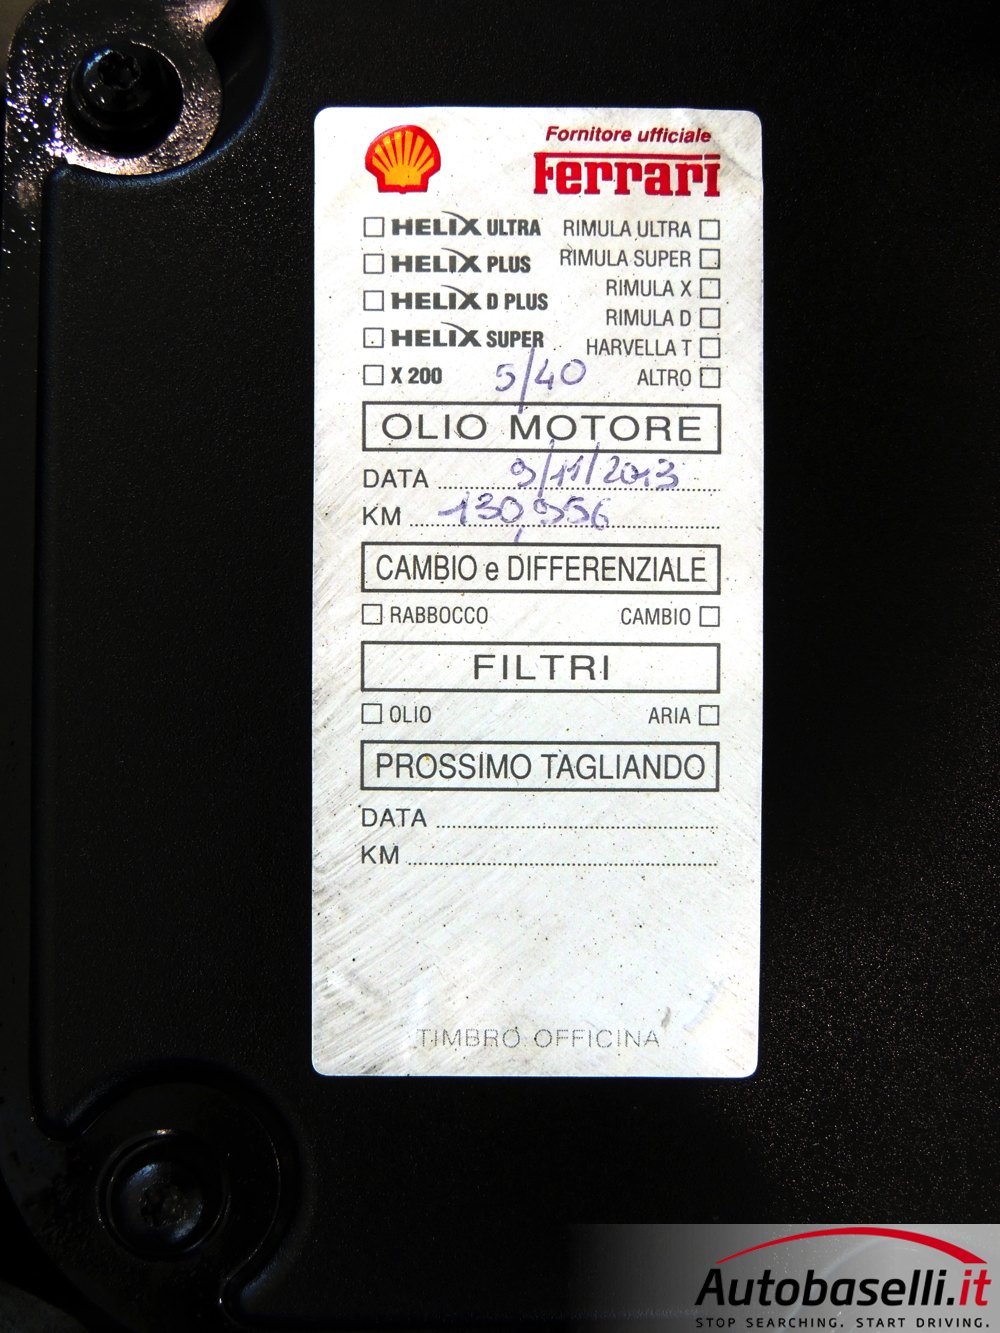 Fornitore ufficiale
Ferrari
HELIX ULTRA RIMULA ULTRA
HELIX PLUS RIMULA SUPER
HELIX D PLUS RIMULA X
RIMULA D
HELIX SUPER HARVELLA T
X 200 5/40 ALTRO
OLIO MOTORE
DATA 9/11/2013
KM 130,956
CAMBIO e DIFFERENZIALE
RABBOCCO CAMBIO
FILTRI
OLIO ARIA
PROSSIMO TAGLIANDO
DATA
KM
TIMBRO OFFICINA
Autobaselli.it
STOP SEARCHING. START DRIVING.